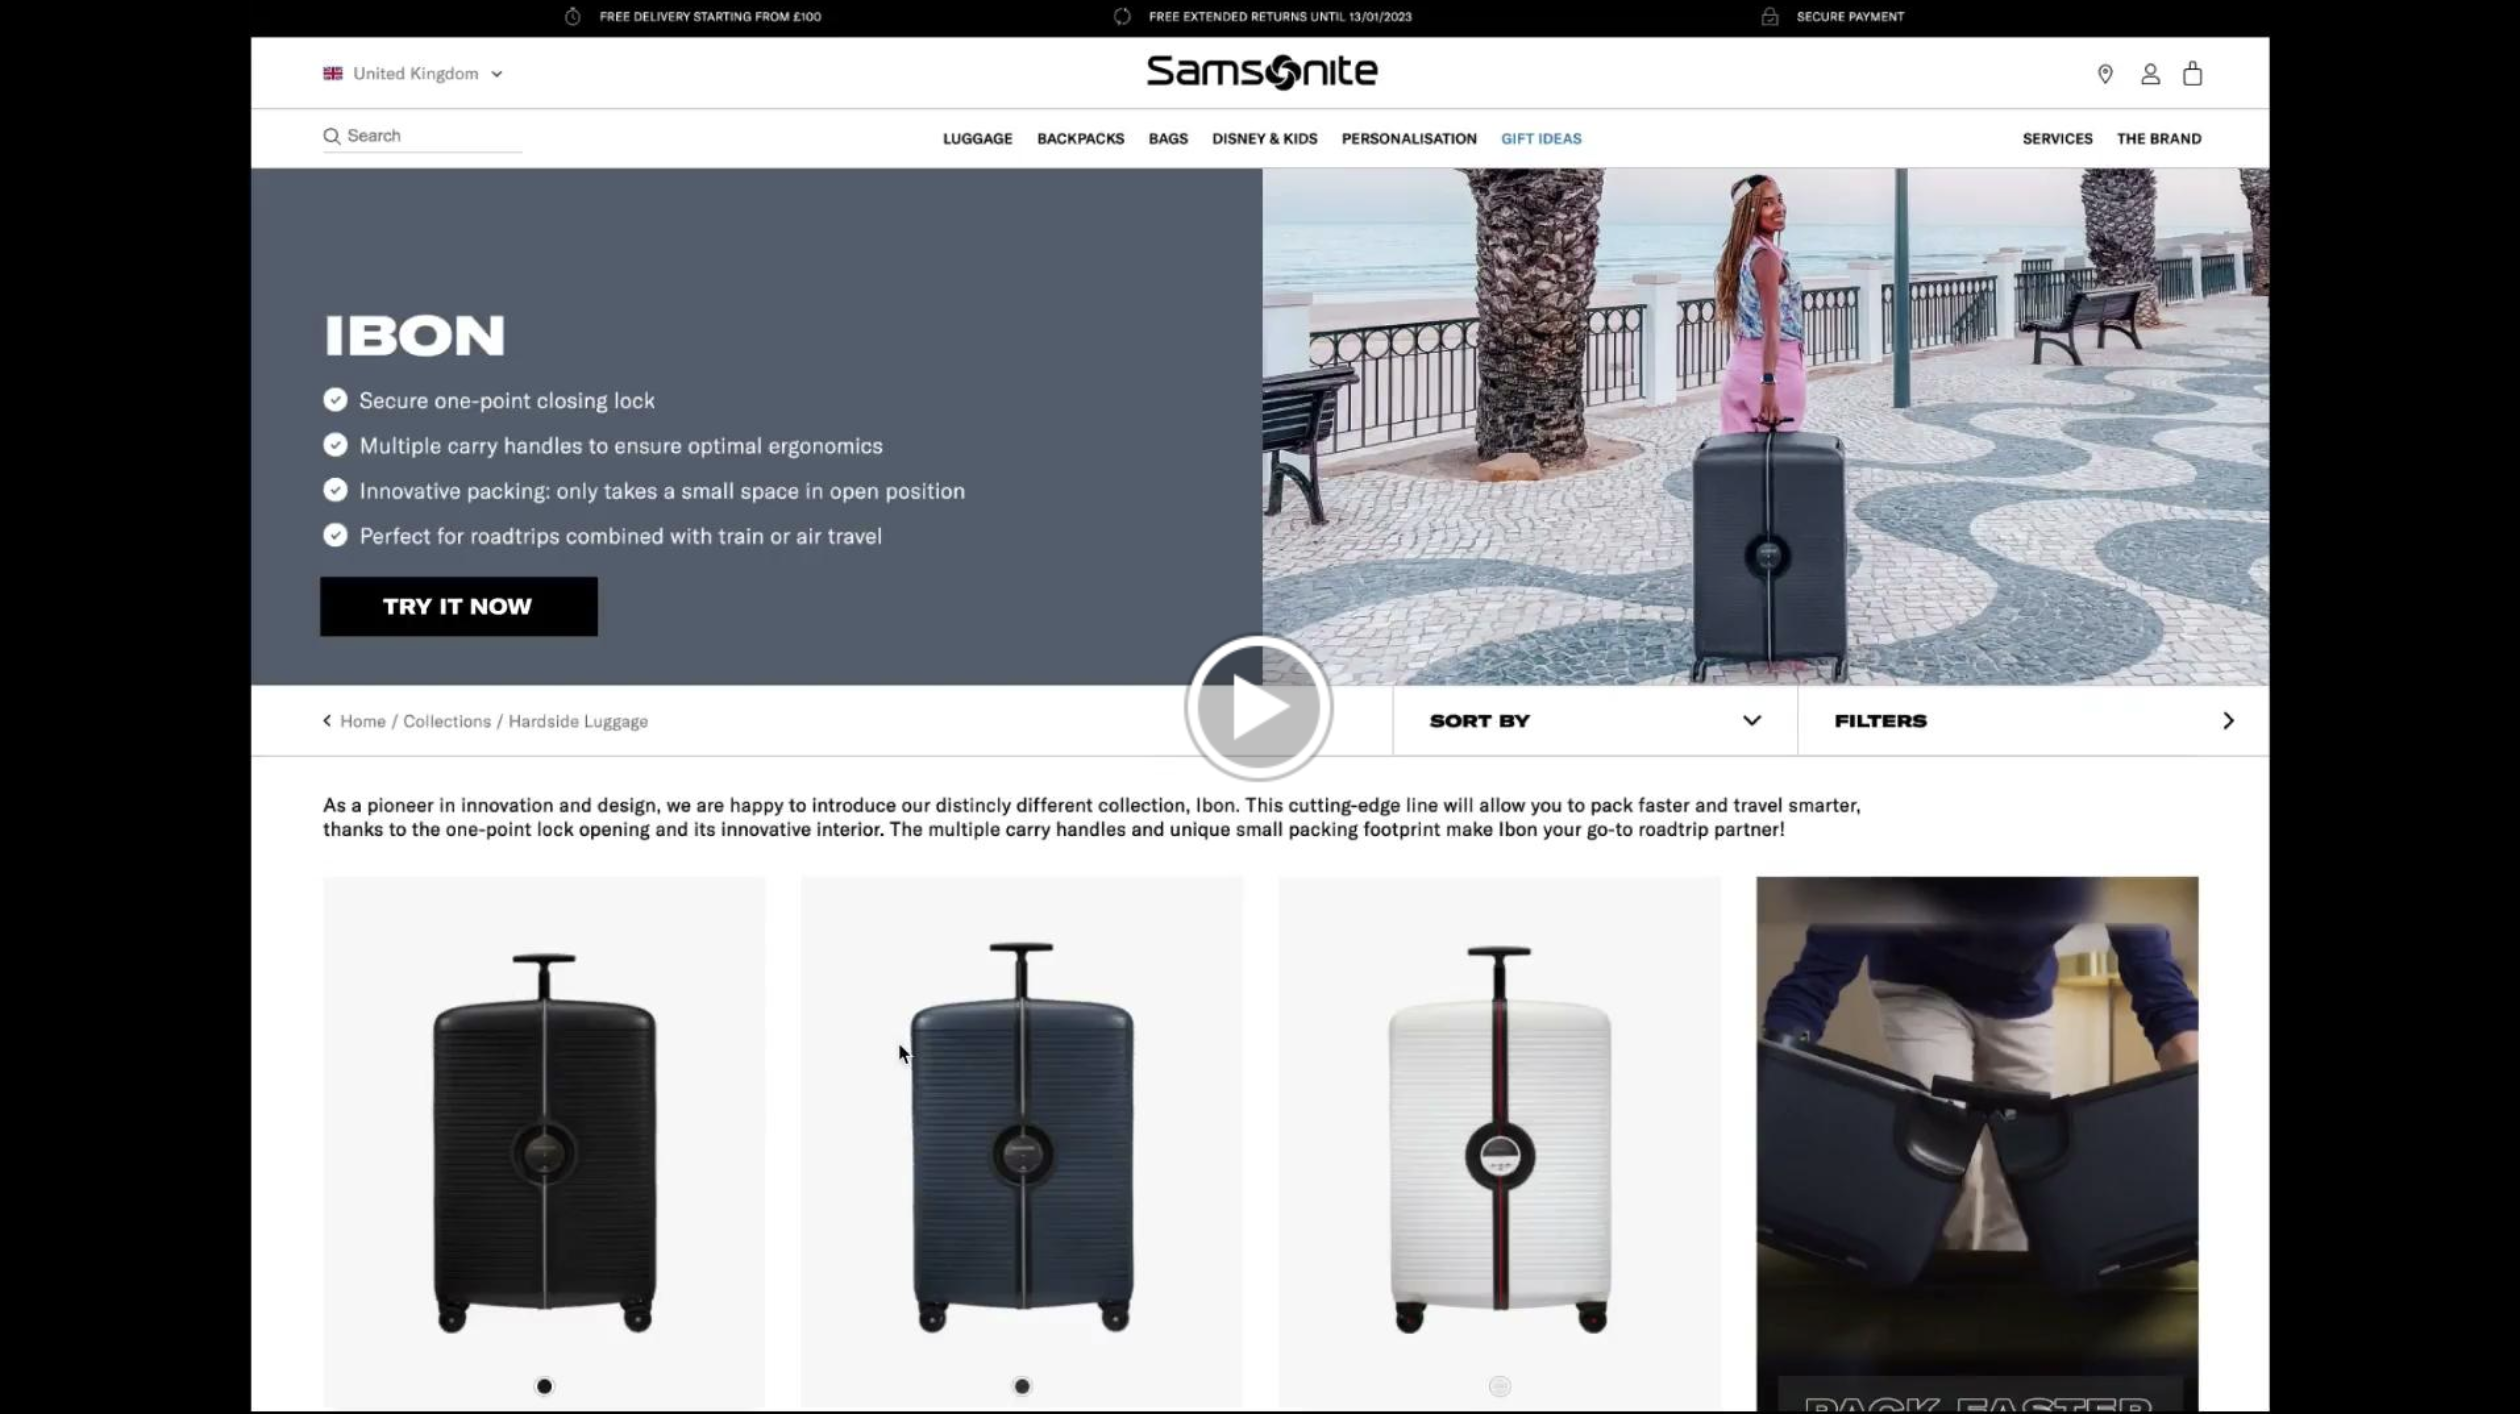 FREE DELIVERY STARTING FROM £100
FREE EXTENDED RETURNS UNTIL 13/01/2023
SECURE PAYMENT
United Kingdom
Samsonite
Search
LUGGAGE
BACKPACKS
BAGS
DISNEY & KIDS
PERSONALISATION
GIFT IDEAS
SERVICES
THE BRAND
IBON
Secure one-point closing lock
Multiple carry handles to ensure optimal ergonomics
Innovative packing: only takes a small space in open position
Perfect for roadtrips combined with train or air travel
TRY IT NOW
Home / Collections / Hardside Luggage
SORT BY
FILTERS
As a pioneer in innovation and design, we are happy to introduce our distinctly different collection, Ibon. This cutting-edge line will allow you to pack faster and travel smarter,
thanks to the one-point lock opening and its innovative interior. The multiple carry handles and unique small packing footprint make Ibon your go-to roadtrip partner!
PACK FASTER